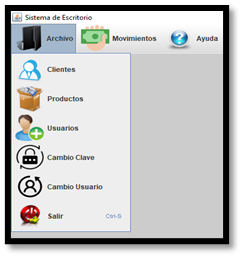 Sistema de Escritorio
Archivo Movimientos Ayuda
Clientes
Productos
Usuarios
Cambio Clave
Cambio Usuario
Salir Ctrl-S